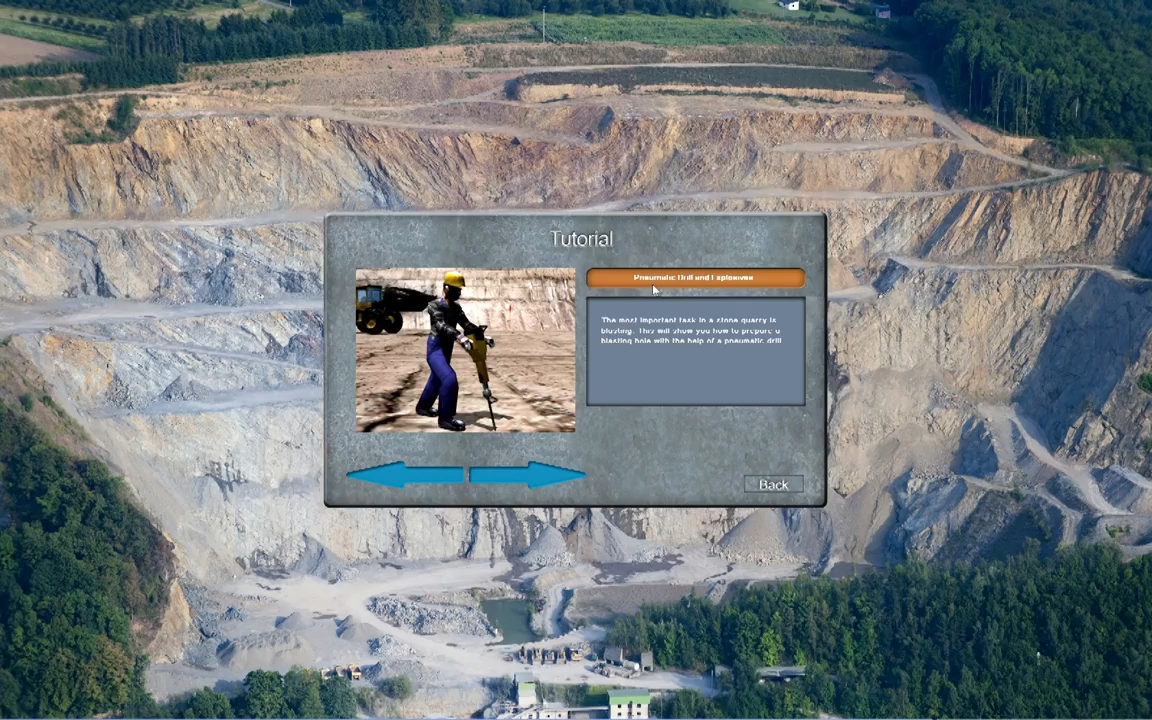 Tutorial
Pneumatic Drill and Explosives
The most important task in a stone quarry is
blasting. This will show you how to prepare a
blasting hole with the help of a pneumatic drill
Back